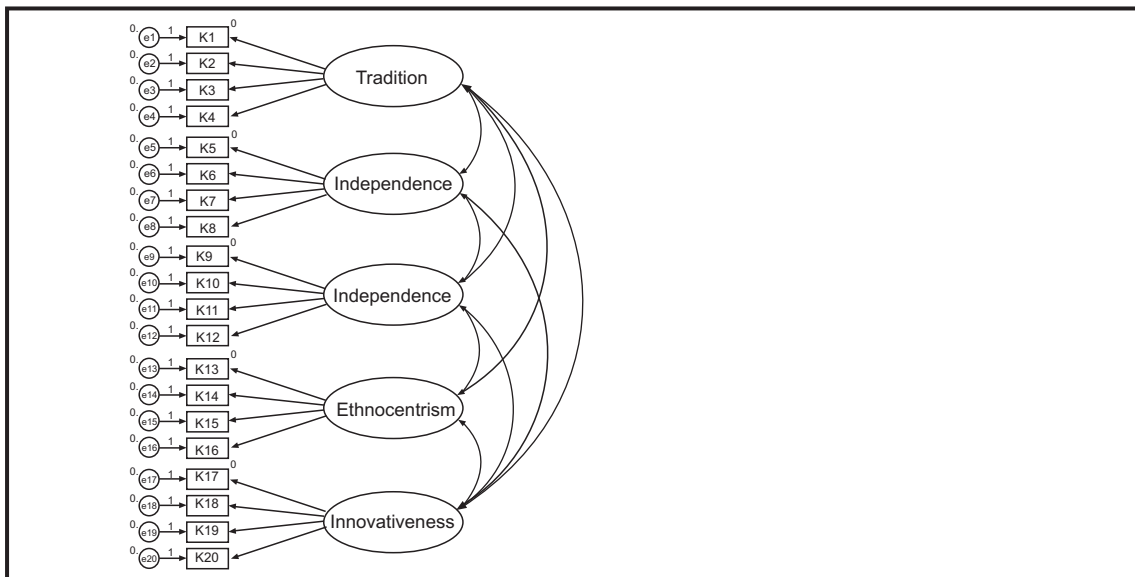 0. e1 1 K1 0
0. e2 1 K2
0. e3 1 K3
0. e4 1 K4
Tradition
0. e5 1 K5 0
0. e6 1 K6
0. e7 1 K7
0. e8 1 K8
Independence
0. e9 1 K9 0
0. e10 1 K10
0. e11 1 K11
0. e12 1 K12
Independence
0. e13 1 K13 0
0. e14 1 K14
0. e15 1 K15
0. e16 1 K16
Ethnocentrism
0. e17 1 K17 0
0. e18 1 K18
0. e19 1 K19
0. e20 1 K20
Innovativeness